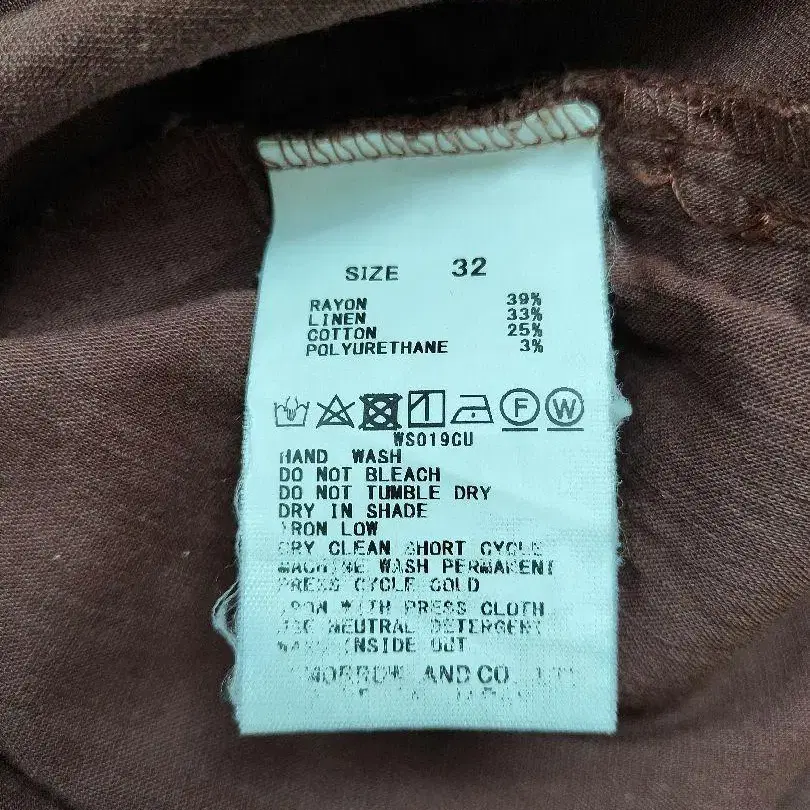 SIZE 32
RAYON 39%
LINEN 33%
COTTON 25%
POLYURETHANE 3%
F W
WS019CU
HAND WASH
DO NOT BLEACH
DO NOT TUMBLE DRY
DRY IN SHADE
IRON LOW
DRY CLEAN SHORT CYCLE
MACHINE WASH PERMANENT
PRESS CYCLE COLD
IRON WITH PRESS CLOTH
USE NEUTRAL DETERGENT
WASH INSIDE OUT
AND CO